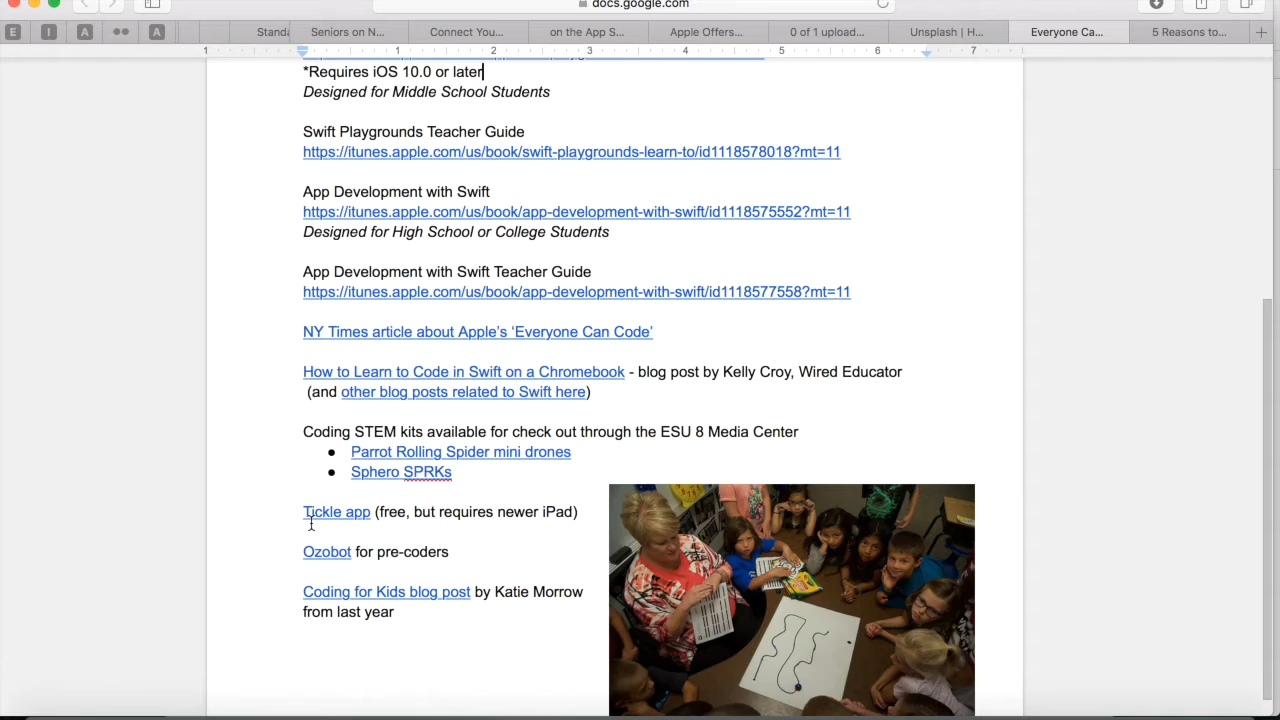 docs.google.com
E I A A Standa Seniors on N... Connect You... on the App S... Apple Offers... 0 of 1 upload... Unsplash | H... Everyone Ca... 5 Reasons to...
1 1 2 3 4 5 6 7
*Requires iOS 10.0 or later
Designed for Middle School Students
Swift Playgrounds Teacher Guide
https://itunes.apple.com/us/book/swift-playgrounds-learn-to/id1118578018?mt=11
App Development with Swift
https://itunes.apple.com/us/book/app-development-with-swift/id1118575552?mt=11
Designed for High School or College Students
App Development with Swift Teacher Guide
https://itunes.apple.com/us/book/app-development-with-swift/id1118577558?mt=11
NY Times article about Apple’s ‘Everyone Can Code’
How to Learn to Code in Swift on a Chromebook - blog post by Kelly Croy, Wired Educator
(and other blog posts related to Swift here)
Coding STEM kits available for check out through the ESU 8 Media Center
● Parrot Rolling Spider mini drones
● Sphero SPRKs
Tickle app (free, but requires newer iPad)
Ozobot for pre-coders
Coding for Kids blog post by Katie Morrow
from last year